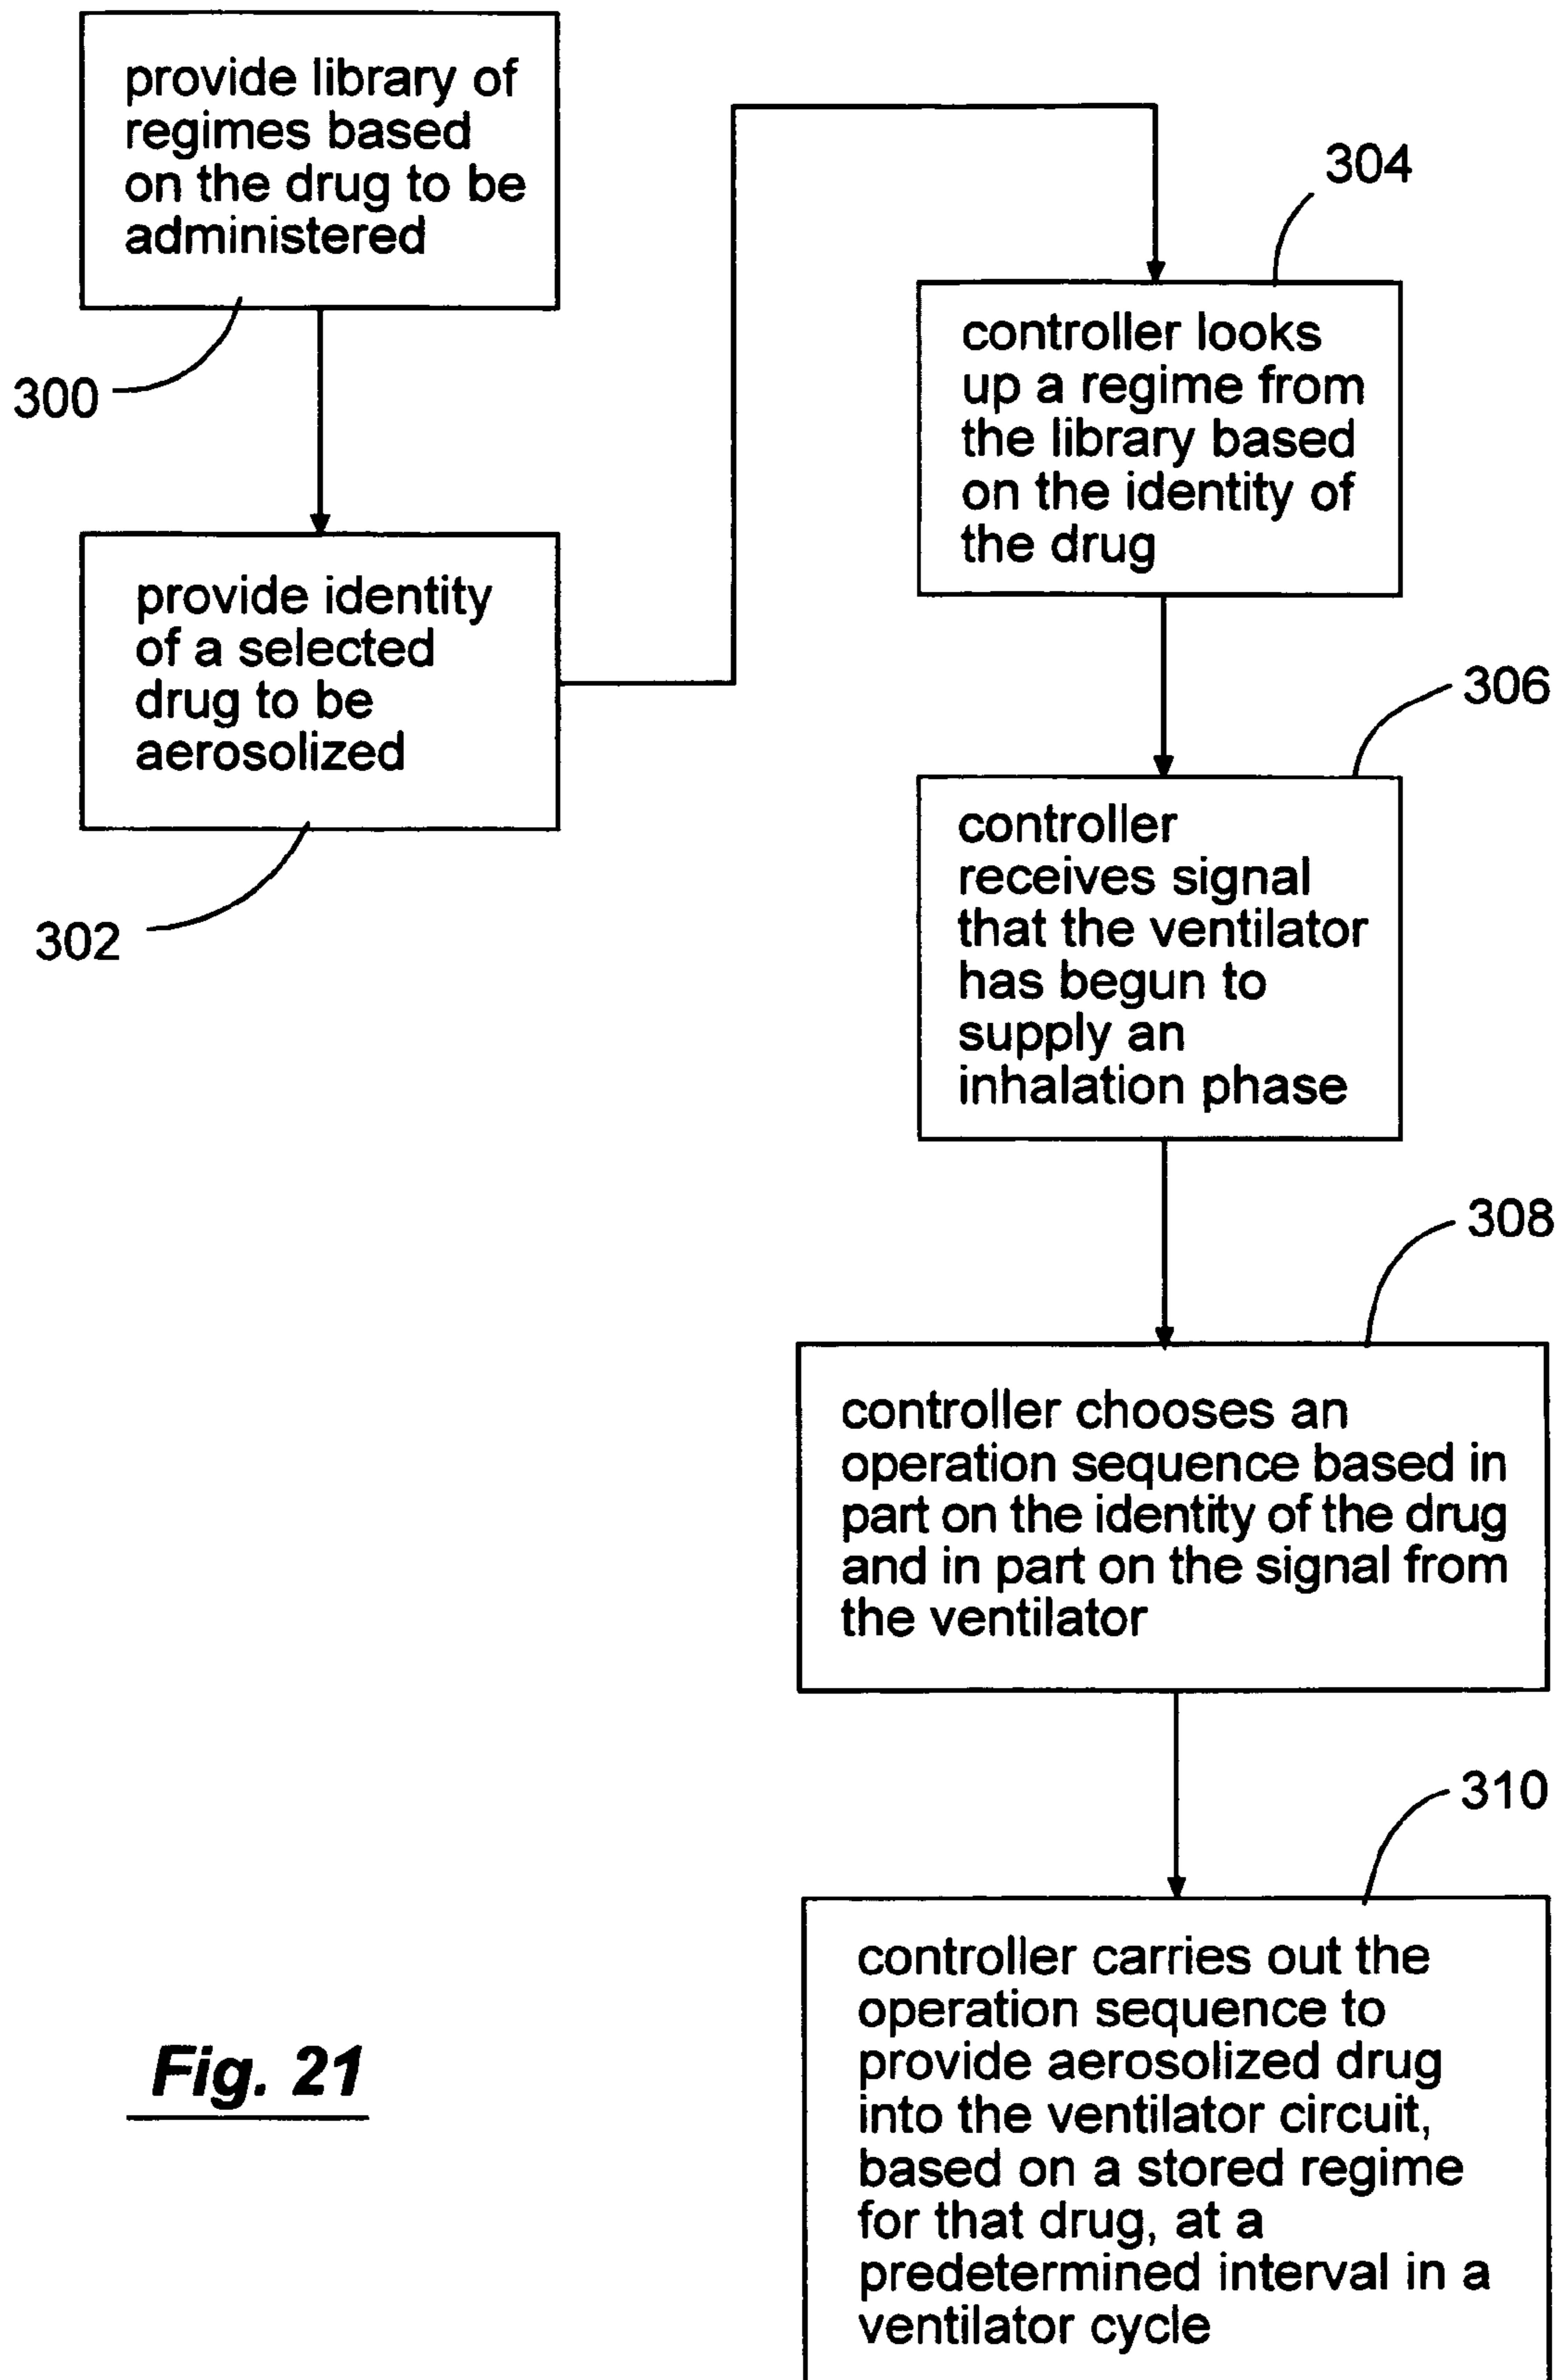 provide library of
regimes based
on the drug to be
administered
300
provide identity
of a selected
drug to be
aerosolized
302
304
controller looks
up a regime from
the library based
on the identity of
the drug
306
controller
receives signal
that the ventilator
has begun to
supply an
inhalation phase
308
controller chooses an
operation sequence based in
part on the identity of the drug
and in part on the signal from
the ventilator
310
controller carries out the
operation sequence to
provide aerosolized drug
into the ventilator circuit,
based on a stored regime
for that drug, at a
predetermined interval in a
ventilator cycle
Fig. 21